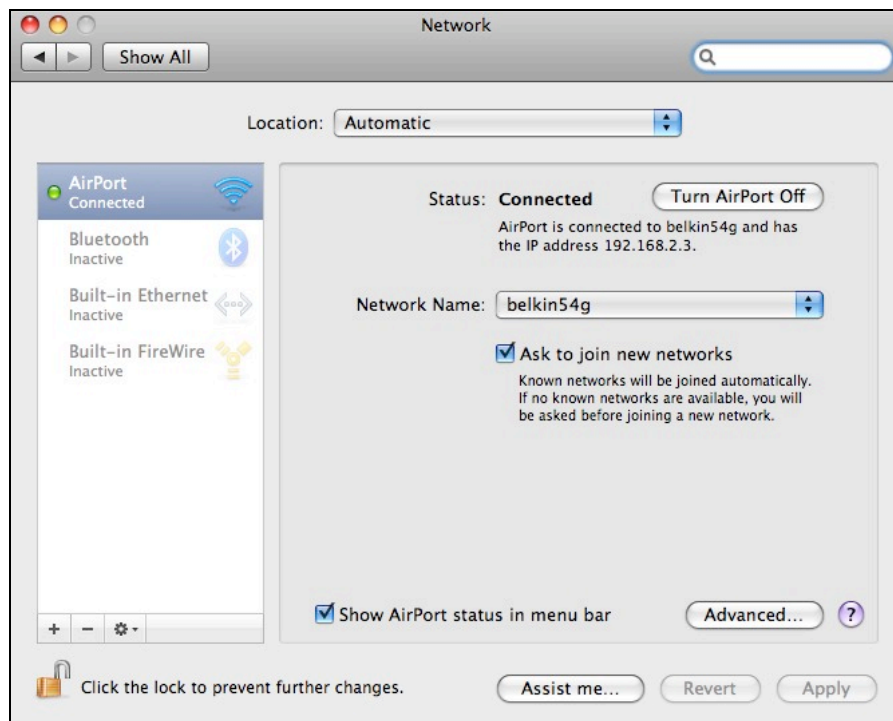 Network
Show All
Location: Automatic
AirPort
Connected
Bluetooth
Inactive
Built-in Ethernet
Inactive
Built-in FireWire
Inactive
Status: Connected
Turn AirPort Off
AirPort is connected to belkin54g and has
the IP address 192.168.2.3.
Network Name: belkin54g
Ask to join new networks
Known networks will be joined automatically.
If no known networks are available, you will
be asked before joining a new network.
Show AirPort status in menu bar
Advanced...
?
Click the lock to prevent further changes.
Assist me...
Revert
Apply